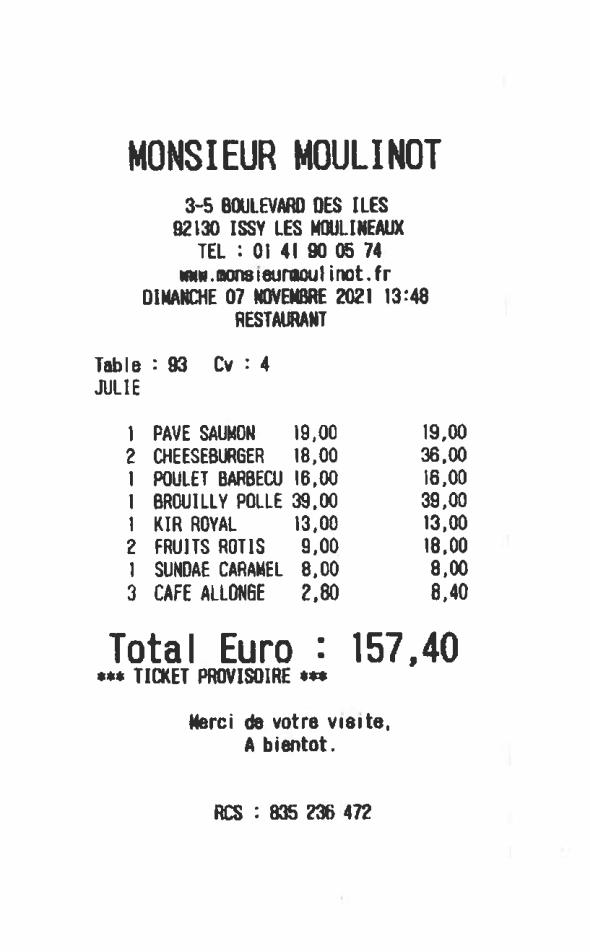 MONSIEUR MOULINOT
3-5 BOULEVARD DES ILES
92130 ISSY LES MOULINEAUX
TEL : 01 41 90 05 74
www.monsieurmoulinot.fr
DIMANCHE 07 NOVEMBRE 2021 13:48
RESTAURANT
Table : 93 Cv : 4
JULIE
1 PAVE SAUMON 19,00 19,00
2 CHEESEBURGER 18,00 36,00
1 POULET BARBECU 16,00 16,00
1 BROUILLY POLLE 39,00 39,00
1 KIR ROYAL 13,00 13,00
2 FRUITS ROTIS 9,00 18,00
1 SUNDAE CARAMEL 8,00 8,00
3 CAFE ALLONGE 2,80 8,40
Total Euro : 157,40
*** TICKET PROVISOIRE ***
Merci de votre visite,
A bientot.
RCS : 835 236 472